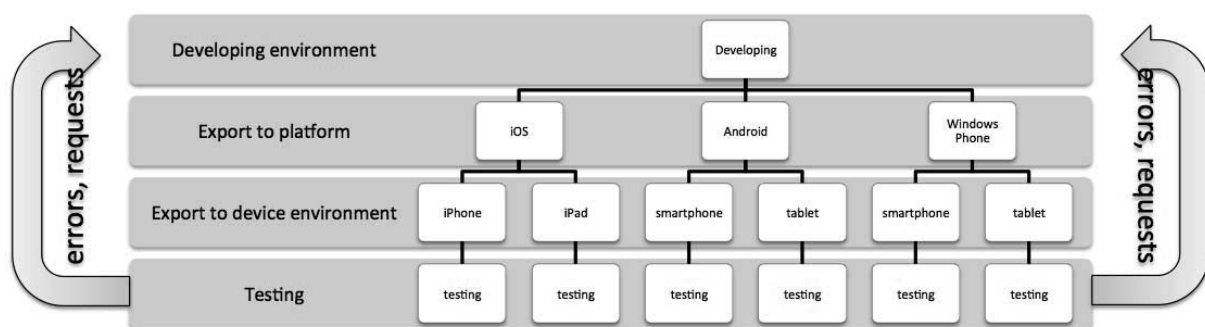 Developing environment
Developing
errors, requests
errors, requests
Export to platform
iOS
Android
Windows
Phone
Export to device environment
iPhone
iPad
smartphone
tablet
smartphone
tablet
Testing
testing
testing
testing
testing
testing
testing